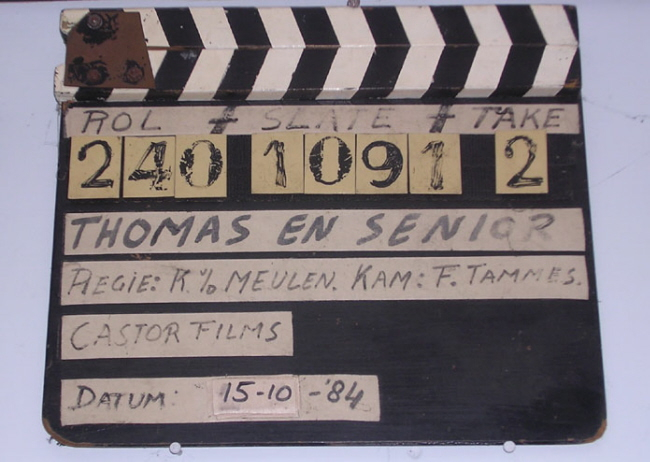 ROL + SLATE + TAKE
240 1091 2
THOMAS EN SENIOR
REGIE: K. v/d MEULEN. KAM: F. TAMMES.
CASTOR FILMS
DATUM: 15-10-'84